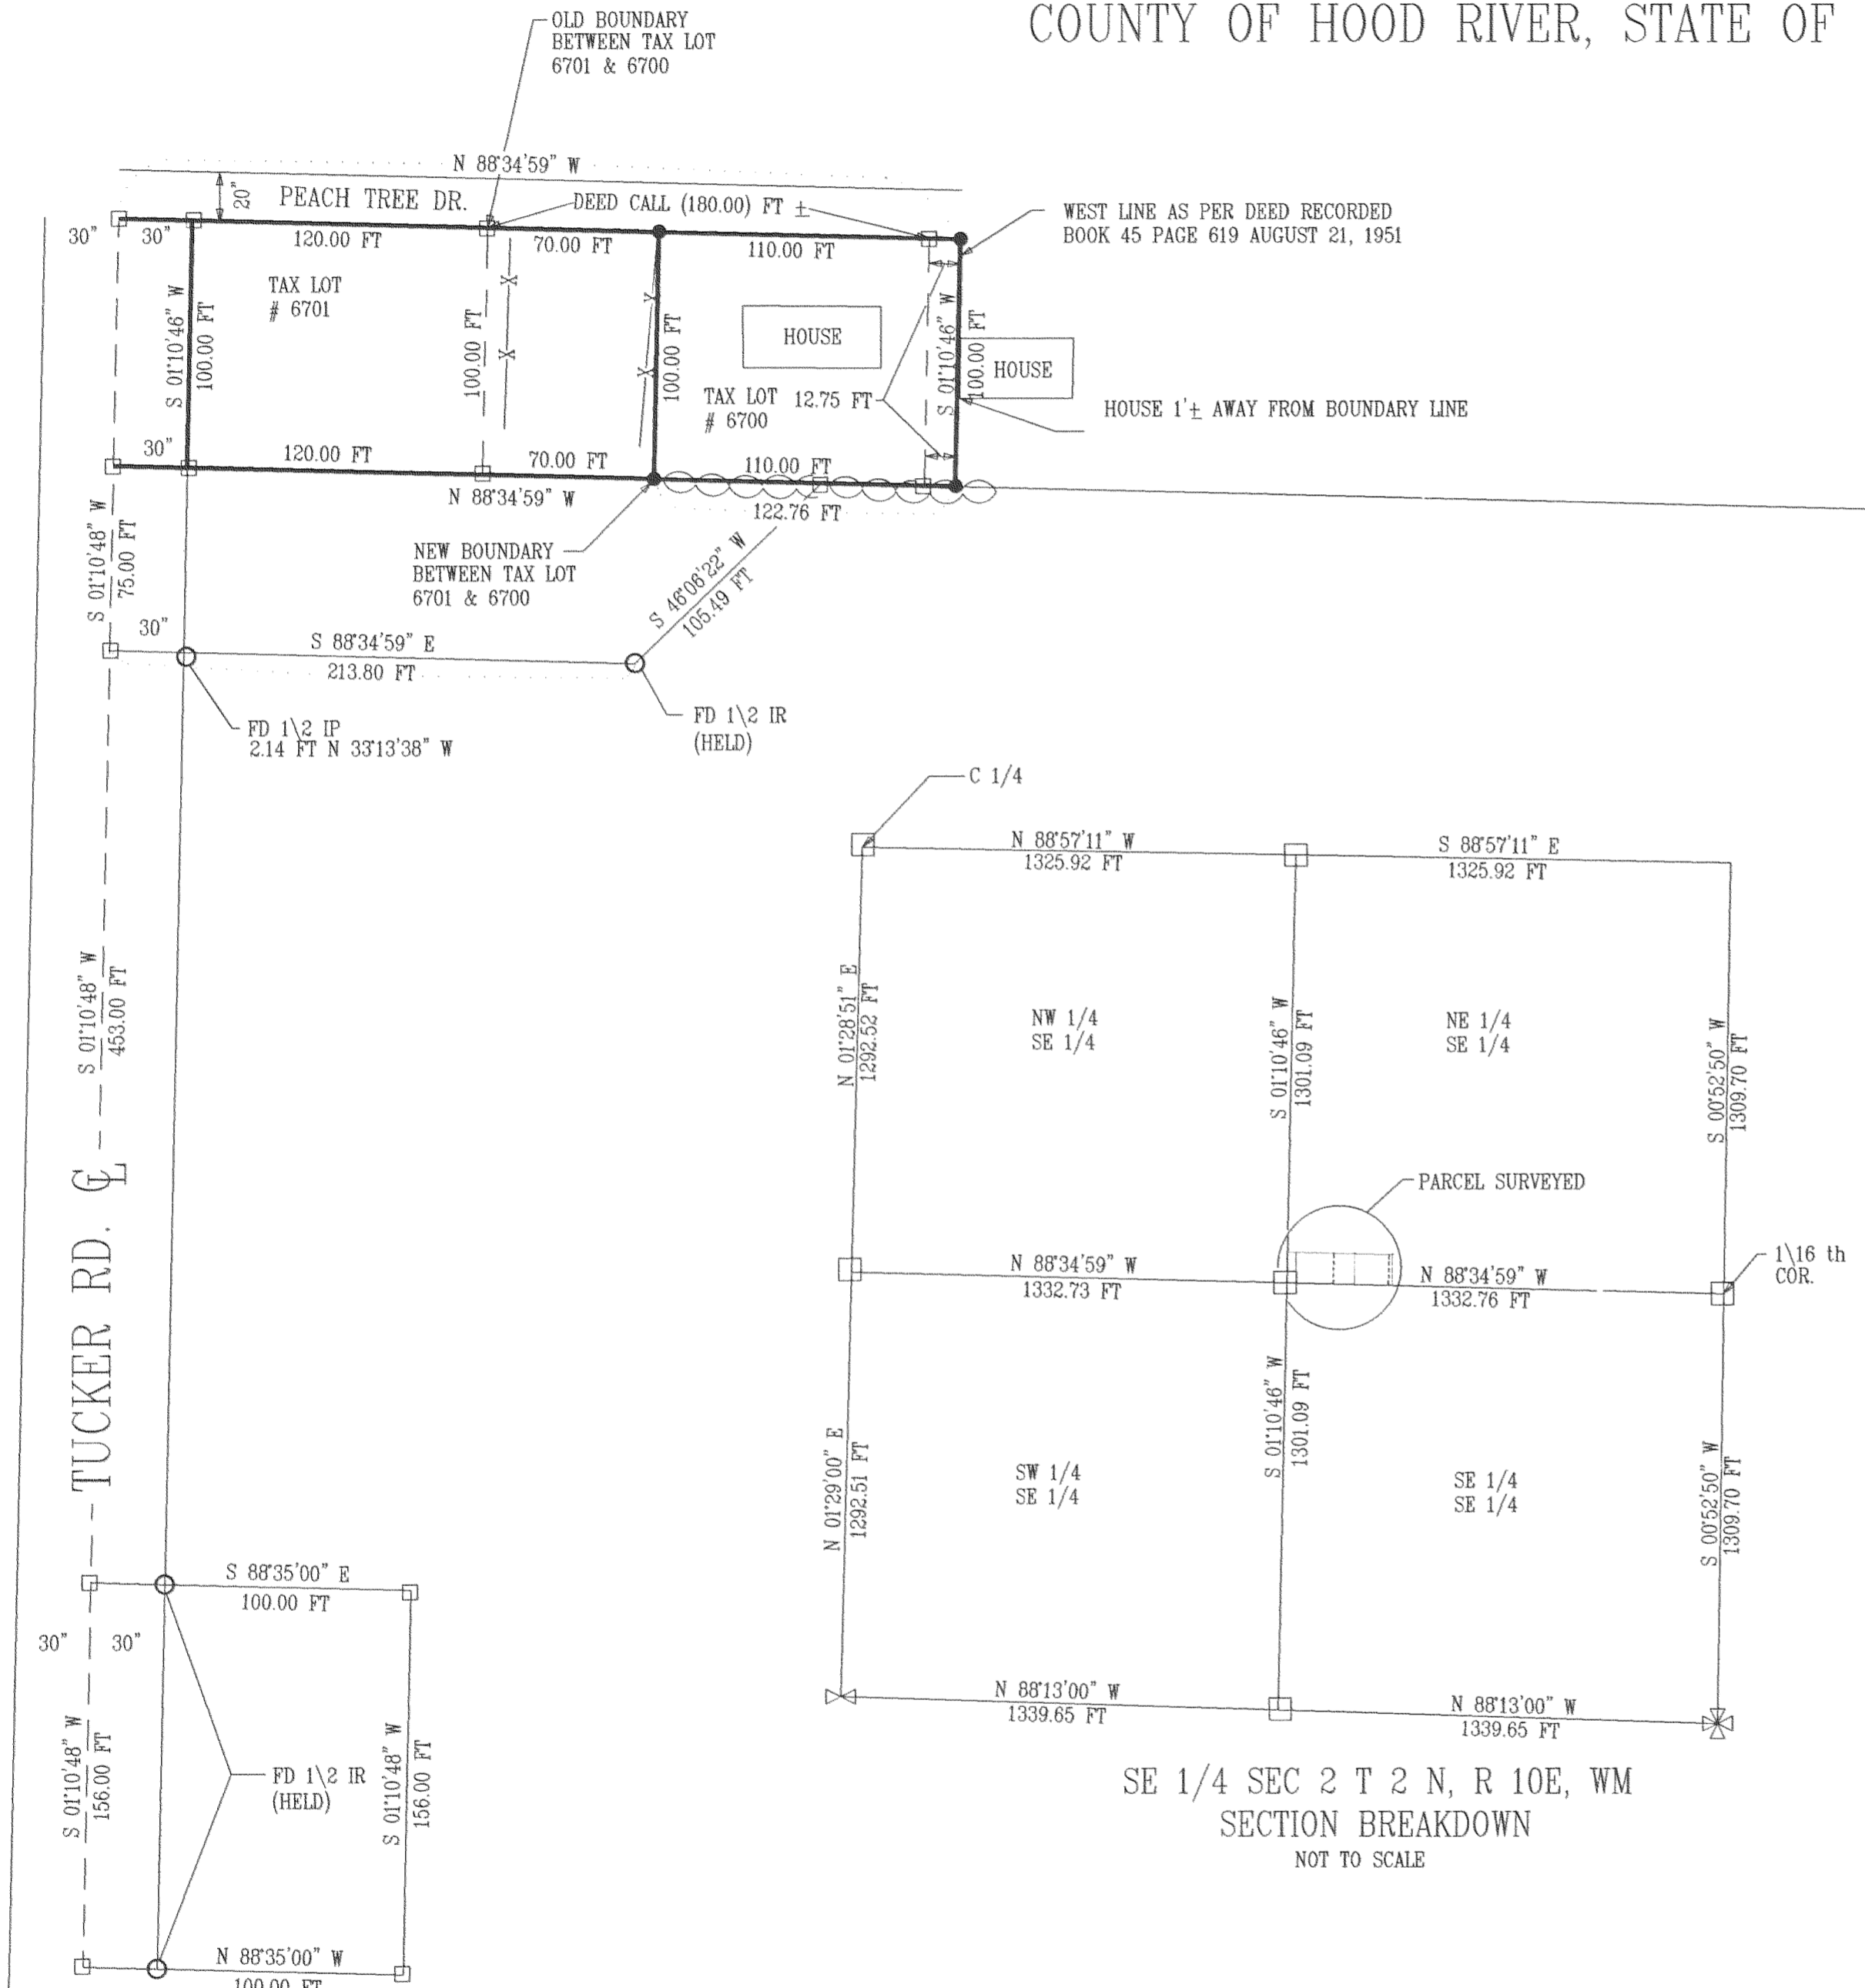 COUNTY OF HOOD RIVER, STATE OF
OLD BOUNDARY
BETWEEN TAX LOT
6701 & 6700
N 88°34'59" W
20"
PEACH TREE DR.
DEED CALL (180.00) FT ±
WEST LINE AS PER DEED RECORDED
BOOK 45 PAGE 619 AUGUST 21, 1951
30"
30"
120.00 FT
70.00 FT
110.00 FT
TAX LOT
# 6701
S 01°10'46" W
100.00 FT
100.00 FT
X
X
X
X
100.00 FT
HOUSE
S 01°10'46" W
100.00 FT
HOUSE
TAX LOT
# 6700
12.75 FT
HOUSE 1'± AWAY FROM BOUNDARY LINE
30"
120.00 FT
70.00 FT
110.00 FT
N 88°34'59" W
122.76 FT
S 01°10'48" W
75.00 FT
NEW BOUNDARY
BETWEEN TAX LOT
6701 & 6700
S 46°06'22" W
105.49 FT
30"
S 88°34'59" E
213.80 FT
FD 1\2 IP
2.14 FT N 33°13'38" W
FD 1\2 IR
(HELD)
S 01°10'48" W
453.00 FT
TUCKER RD. CL
S 88°35'00" E
100.00 FT
30"
30"
S 01°10'48" W
156.00 FT
FD 1\2 IR
(HELD)
S 01°10'48" W
156.00 FT
N 88°35'00" W
100.00 FT
C 1/4
N 88°57'11" W
1325.92 FT
S 88°57'11" E
1325.92 FT
N 01°28'51" E
1292.52 FT
NW 1/4
SE 1/4
S 01°10'46" W
1301.09 FT
NE 1/4
SE 1/4
S 00°52'50" W
1309.70 FT
PARCEL SURVEYED
N 88°34'59" W
1332.73 FT
N 88°34'59" W
1332.76 FT
1\16 th
COR.
N 01°29'00" E
1292.51 FT
SW 1/4
SE 1/4
S 01°10'46" W
1301.09 FT
SE 1/4
SE 1/4
S 00°52'50" W
1309.70 FT
N 88°13'00" W
1339.65 FT
N 88°13'00" W
1339.65 FT
SE 1/4 SEC 2 T 2 N, R 10E, WM
SECTION BREAKDOWN
NOT TO SCALE